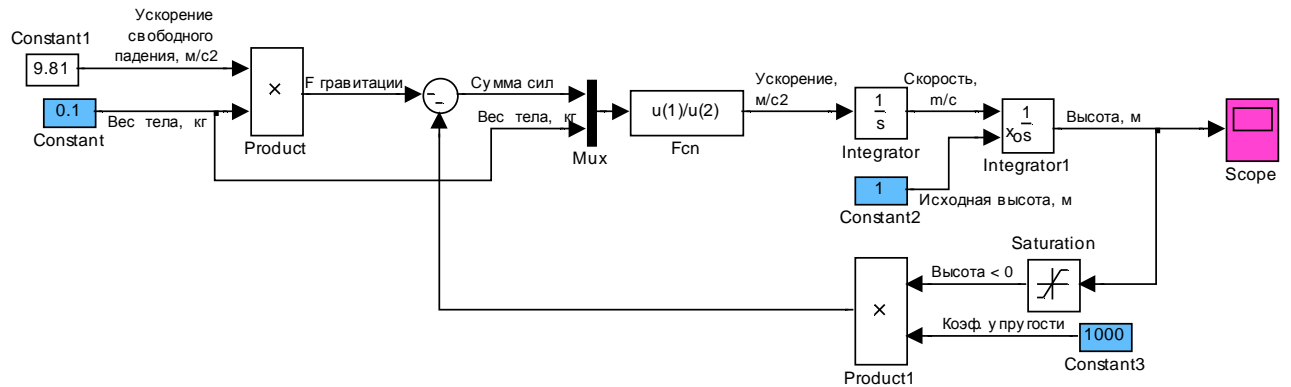 Ускорение
свободного
падения, м/с2
Constant1
9.81
0.1
Вес тела, кг
Constant
×
Product
F гравитации
Сумма сил
Вес тела, кг
Mux
u(1)/u(2)
Fcn
Ускорение,
м/с2
1
s
Integrator
Скорость,
m/c
1
xo s
Integrator1
Высота, м
Scope
1
Constant2
Исходная высота, м
Saturation
Высота < 0
×
Product1
Коэф. упругости
1000
Constant3